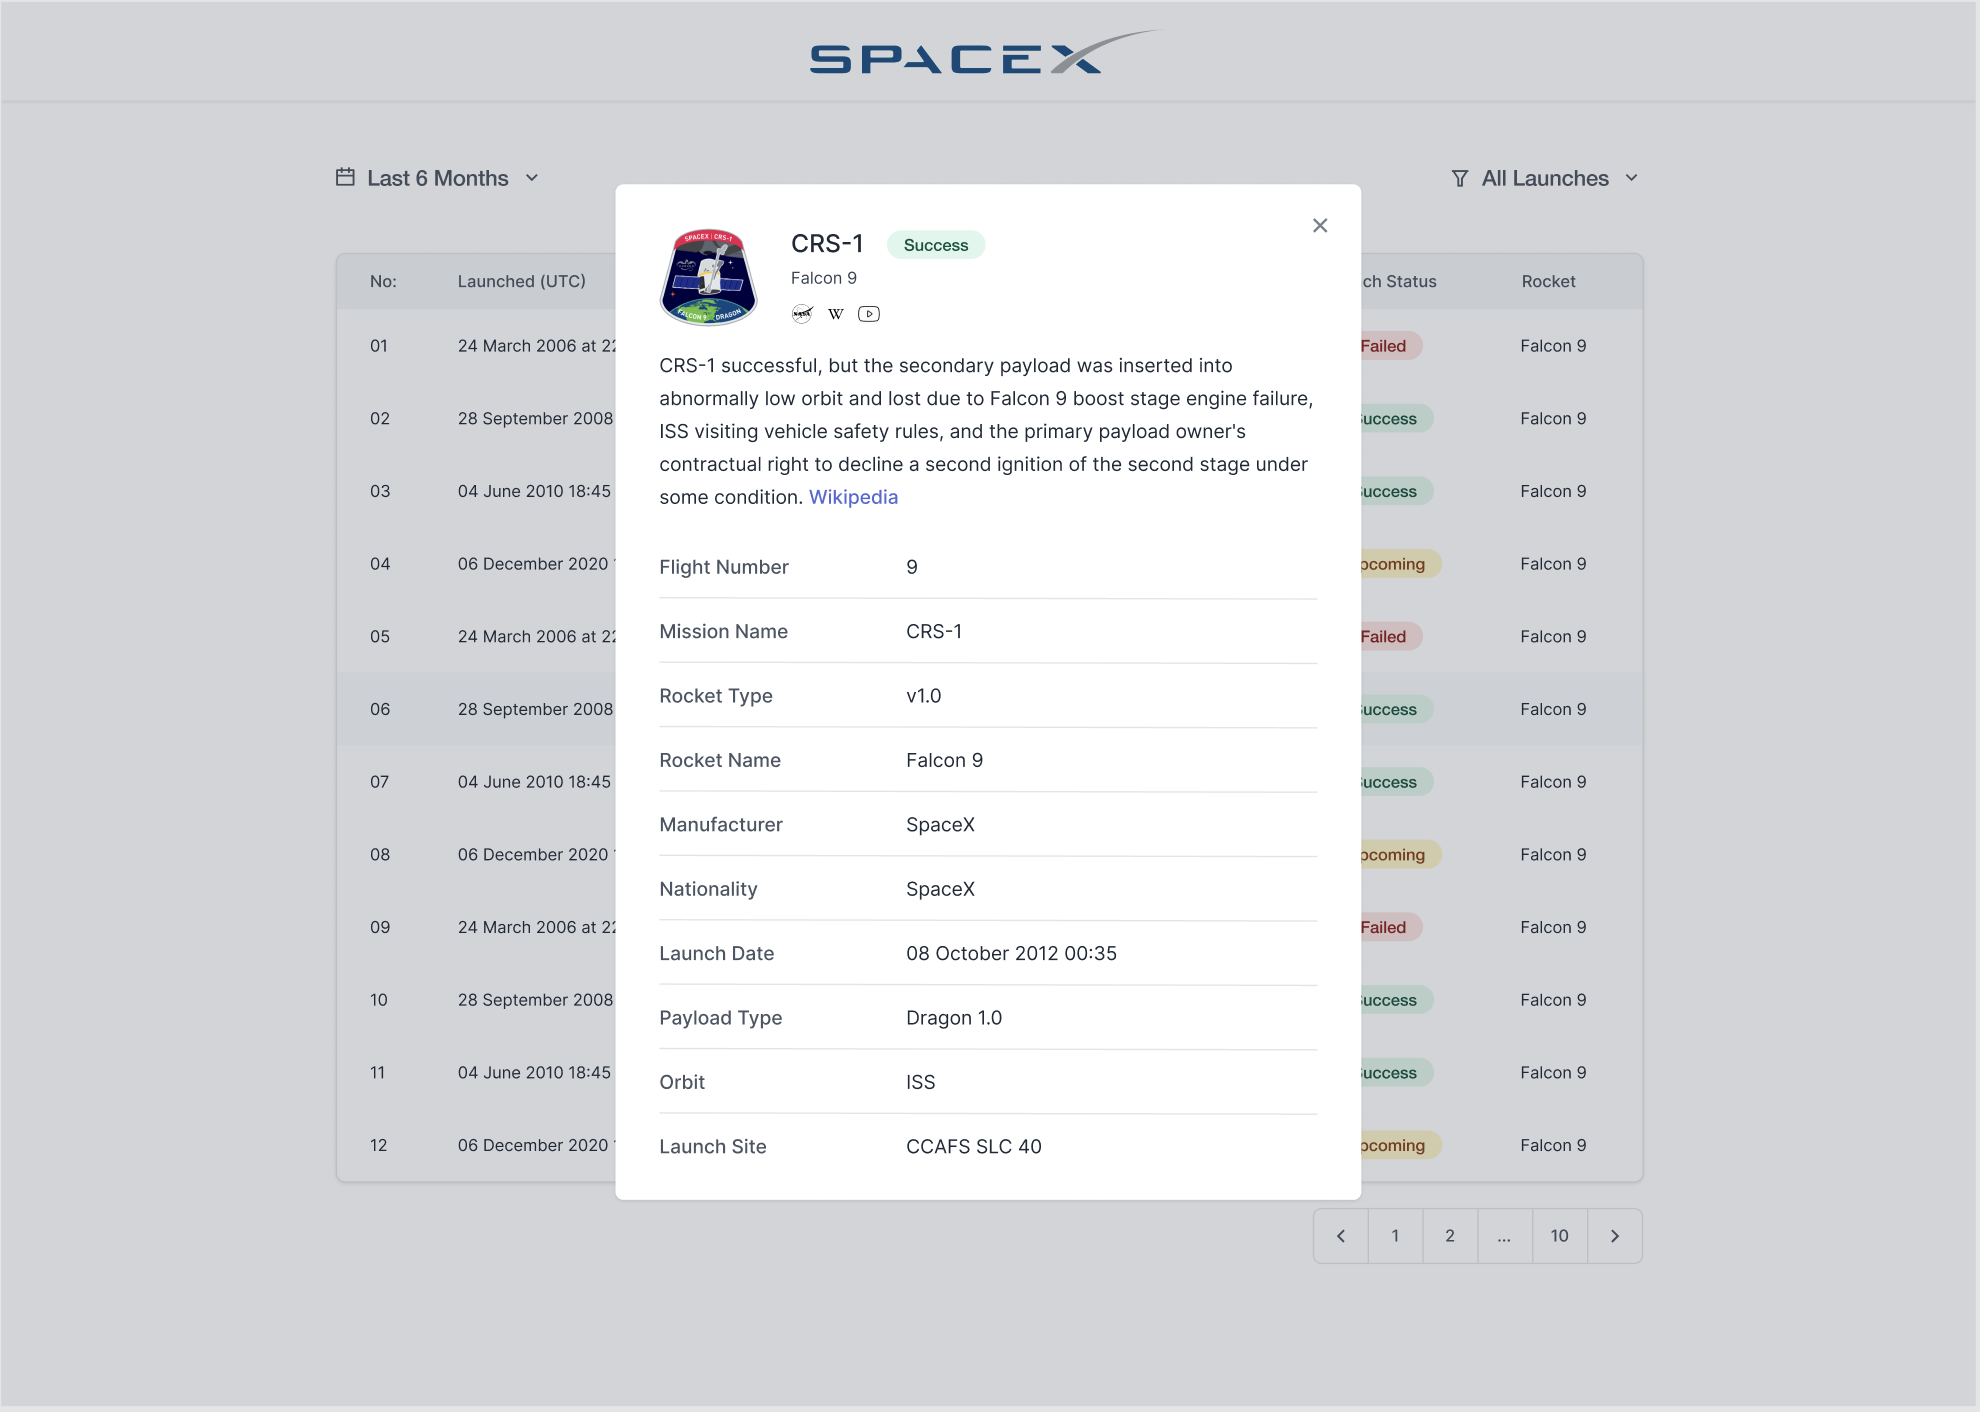 SPACEX
Last 6 Months
All Launches
No: Launched (UTC) ch Status Rocket
01 24 March 2006 at 22 Failed Falcon 9
02 28 September 2008 uccess Falcon 9
03 04 June 2010 18:45 uccess Falcon 9
04 06 December 2020 pcoming Falcon 9
05 24 March 2006 at 22 Failed Falcon 9
06 28 September 2008 uccess Falcon 9
07 04 June 2010 18:45 uccess Falcon 9
08 06 December 2020 pcoming Falcon 9
09 24 March 2006 at 22 Failed Falcon 9
10 28 September 2008 uccess Falcon 9
11 04 June 2010 18:45 uccess Falcon 9
12 06 December 2020 pcoming Falcon 9
SPACEX | CRS-1
FALCON 9 DRAGON
CRS-1 Success
Falcon 9
NASA W
CRS-1 successful, but the secondary payload was inserted into
abnormally low orbit and lost due to Falcon 9 boost stage engine failure,
ISS visiting vehicle safety rules, and the primary payload owner's
contractual right to decline a second ignition of the second stage under
some condition. Wikipedia
Flight Number 9
Mission Name CRS-1
Rocket Type v1.0
Rocket Name Falcon 9
Manufacturer SpaceX
Nationality SpaceX
Launch Date 08 October 2012 00:35
Payload Type Dragon 1.0
Orbit ISS
Launch Site CCAFS SLC 40
1 2 ... 10